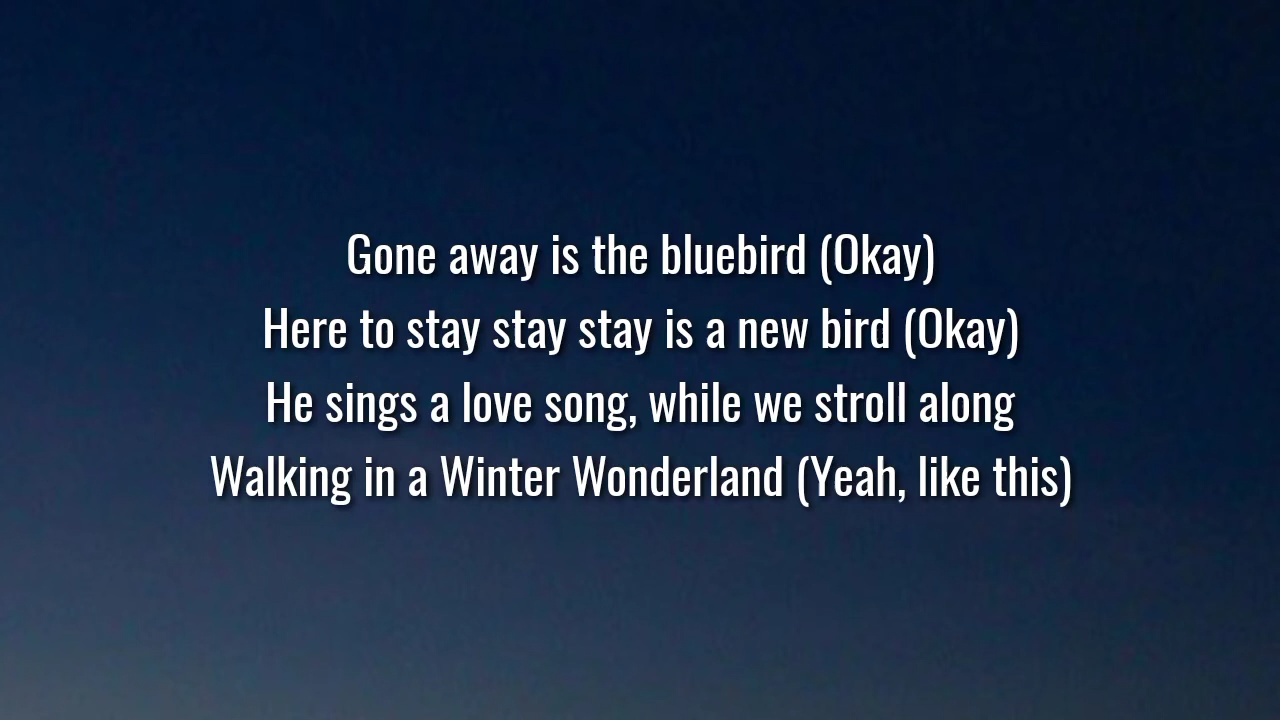 Gone away is the bluebird (Okay)
Here to stay stay stay is a new bird (Okay)
He sings a love song, while we stroll along
Walking in a Winter Wonderland (Yeah, like this)